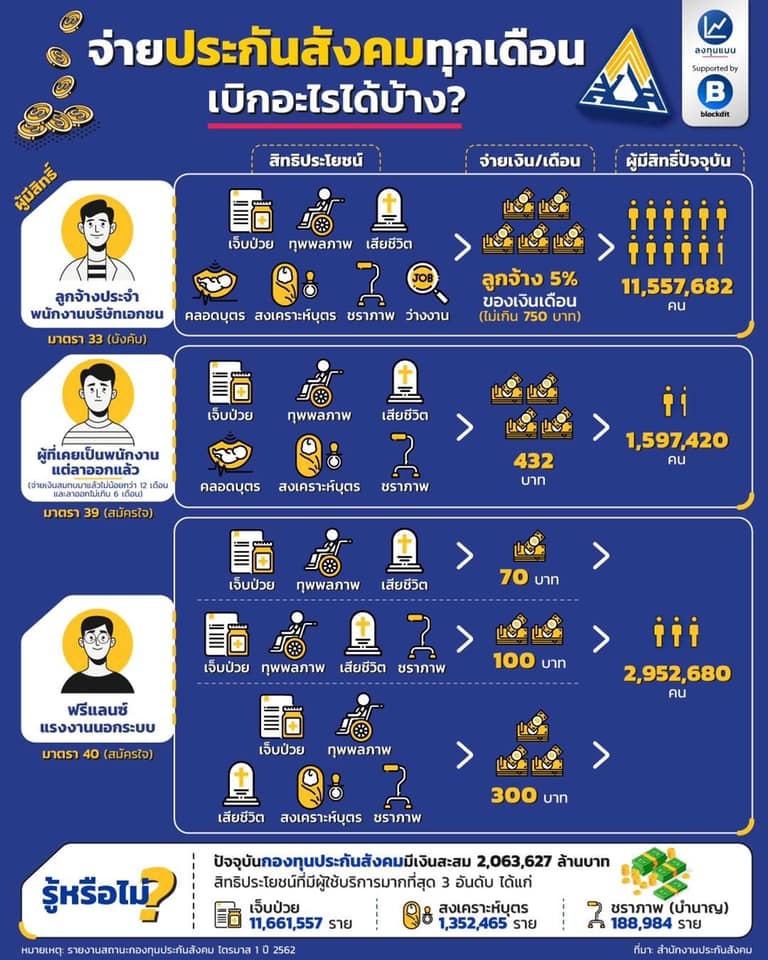 จ่ายประกันสังคมทุกเดือน
เบิกอะไรได้บ้าง?
ลงทุนแมน
Supported by
B
blockdit
ผู้มีสิทธิ์
สิทธิประโยชน์
จ่ายเงิน/เดือน
ผู้มีสิทธิ์ปัจจุบัน
ลูกจ้างประจำ
พนักงานบริษัทเอกชน
มาตรา 33 (บังคับ)
เจ็บป่วย ทุพพลภาพ เสียชีวิต
JOB
คลอดบุตร สงเคราะห์บุตร ชราภาพ ว่างงาน
ลูกจ้าง 5%
ของเงินเดือน
(ไม่เกิน 750 บาท)
11,557,682
คน
ผู้ที่เคยเป็นพนักงาน
แต่ลาออกแล้ว
(จ่ายเงินสมทบมาแล้วไม่น้อยกว่า 12 เดือน
และลาออกไม่เกิน 6 เดือน)
มาตรา 39 (สมัครใจ)
เจ็บป่วย ทุพพลภาพ เสียชีวิต
คลอดบุตร สงเคราะห์บุตร ชราภาพ
432
บาท
1,597,420
คน
ฟรีแลนซ์
แรงงานนอกระบบ
มาตรา 40 (สมัครใจ)
เจ็บป่วย ทุพพลภาพ เสียชีวิต
70 บาท
เจ็บป่วย ทุพพลภาพ เสียชีวิต ชราภาพ
100 บาท
เจ็บป่วย ทุพพลภาพ
เสียชีวิต สงเคราะห์บุตร ชราภาพ
300 บาท
2,952,680
คน
รู้หรือไม่?
ปัจจุบันกองทุนประกันสังคมมีเงินสะสม 2,063,627 ล้านบาท
สิทธิประโยชน์ที่มีผู้ใช้บริการมากที่สุด 3 อันดับ ได้แก่
เจ็บป่วย
11,661,557 ราย
สงเคราะห์บุตร
1,352,465 ราย
ชราภาพ (บำนาญ)
188,984 ราย
หมายเหตุ: รายงานสถานะกองทุนประกันสังคม ไตรมาส 1 ปี 2562
ที่มา: สำนักงานประกันสังคม